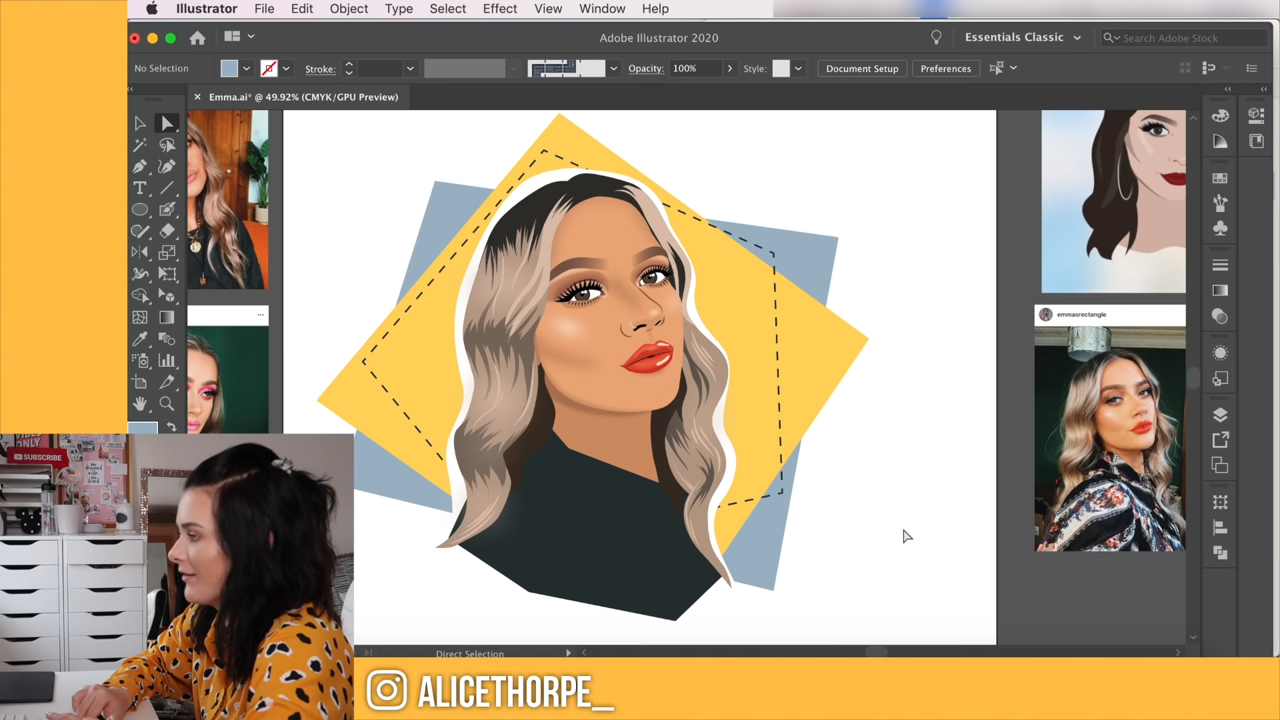 Illustrator File Edit Object Type Select Effect View Window Help
Adobe Illustrator 2020
Essentials Classic
Search Adobe Stock
No Selection
Stroke:
Opacity: 100%
Style:
Document Setup
Preferences
Emma.ai* @ 49.92% (CMYK/GPU Preview)
emmasrectangle
VIDEO
ONLY
SUBSCRIBE
Direct Selection
ALICETHORPE_